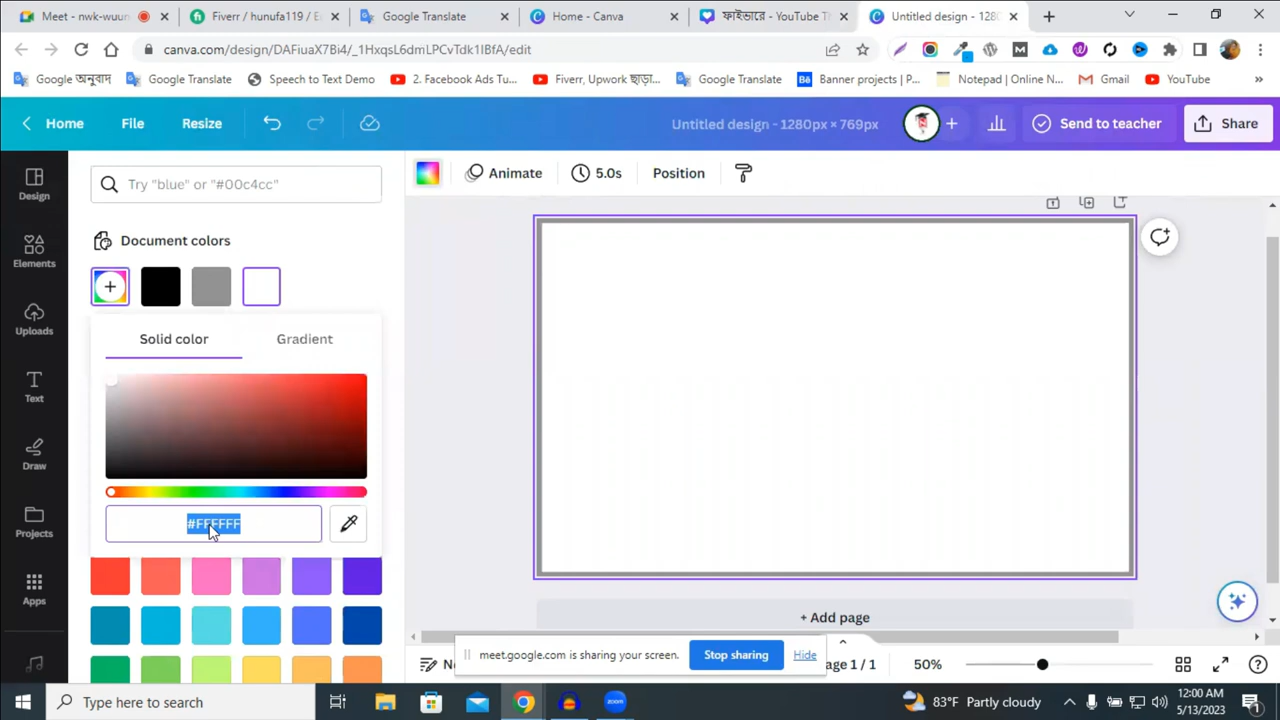 Meet - nwk-wuun
Fiverr / hunufa119 / E
Google Translate
Home - Canva
ফাইভারে - YouTube T
Untitled design - 1280
canva.com/design/DAFiuaX7Bi4/_1HxqsL6dmLPCvTdk1IBfA/edit
Google অনুবাদ
Google Translate
Speech to Text Demo
2. Facebook Ads Tu...
Fiverr, Upwork ছাড়া...
Google Translate
Banner projects | P...
Notepad | Online N...
Gmail
YouTube
Home
File
Resize
Untitled design - 1280px × 769px
Send to teacher
Share
Try "blue" or "#00c4cc"
Animate
5.0s
Position
Design
Elements
Uploads
Text
Draw
Projects
Apps
Document colors
Solid color
Gradient
#FFFFFF
+ Add page
meet.google.com is sharing your screen.
Stop sharing
Hide
age 1 / 1
50%
Type here to search
83°F Partly cloudy
12:00 AM
5/13/2023